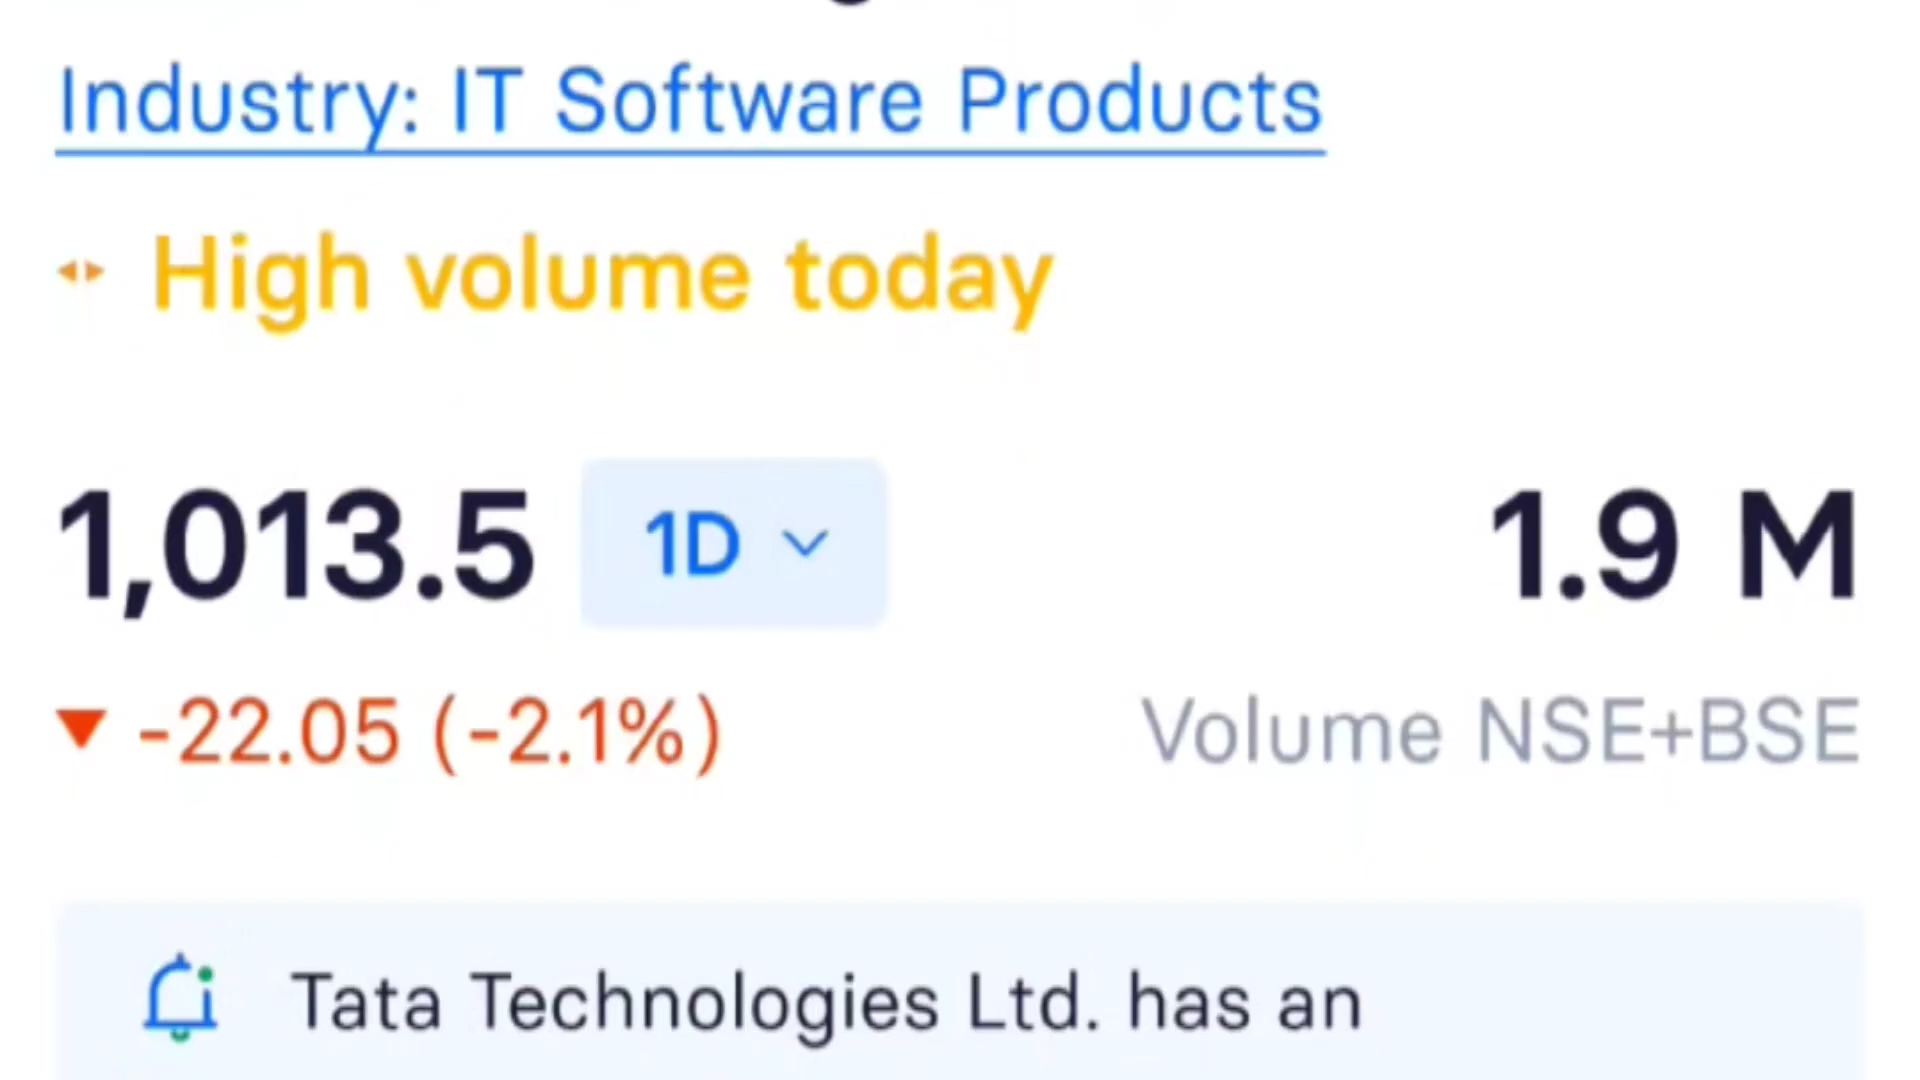 Industry: IT Software Products
High volume today
1,013.5 1D 1.9 M
-22.05 (-2.1%) Volume NSE+BSE
Tata Technologies Ltd. has an